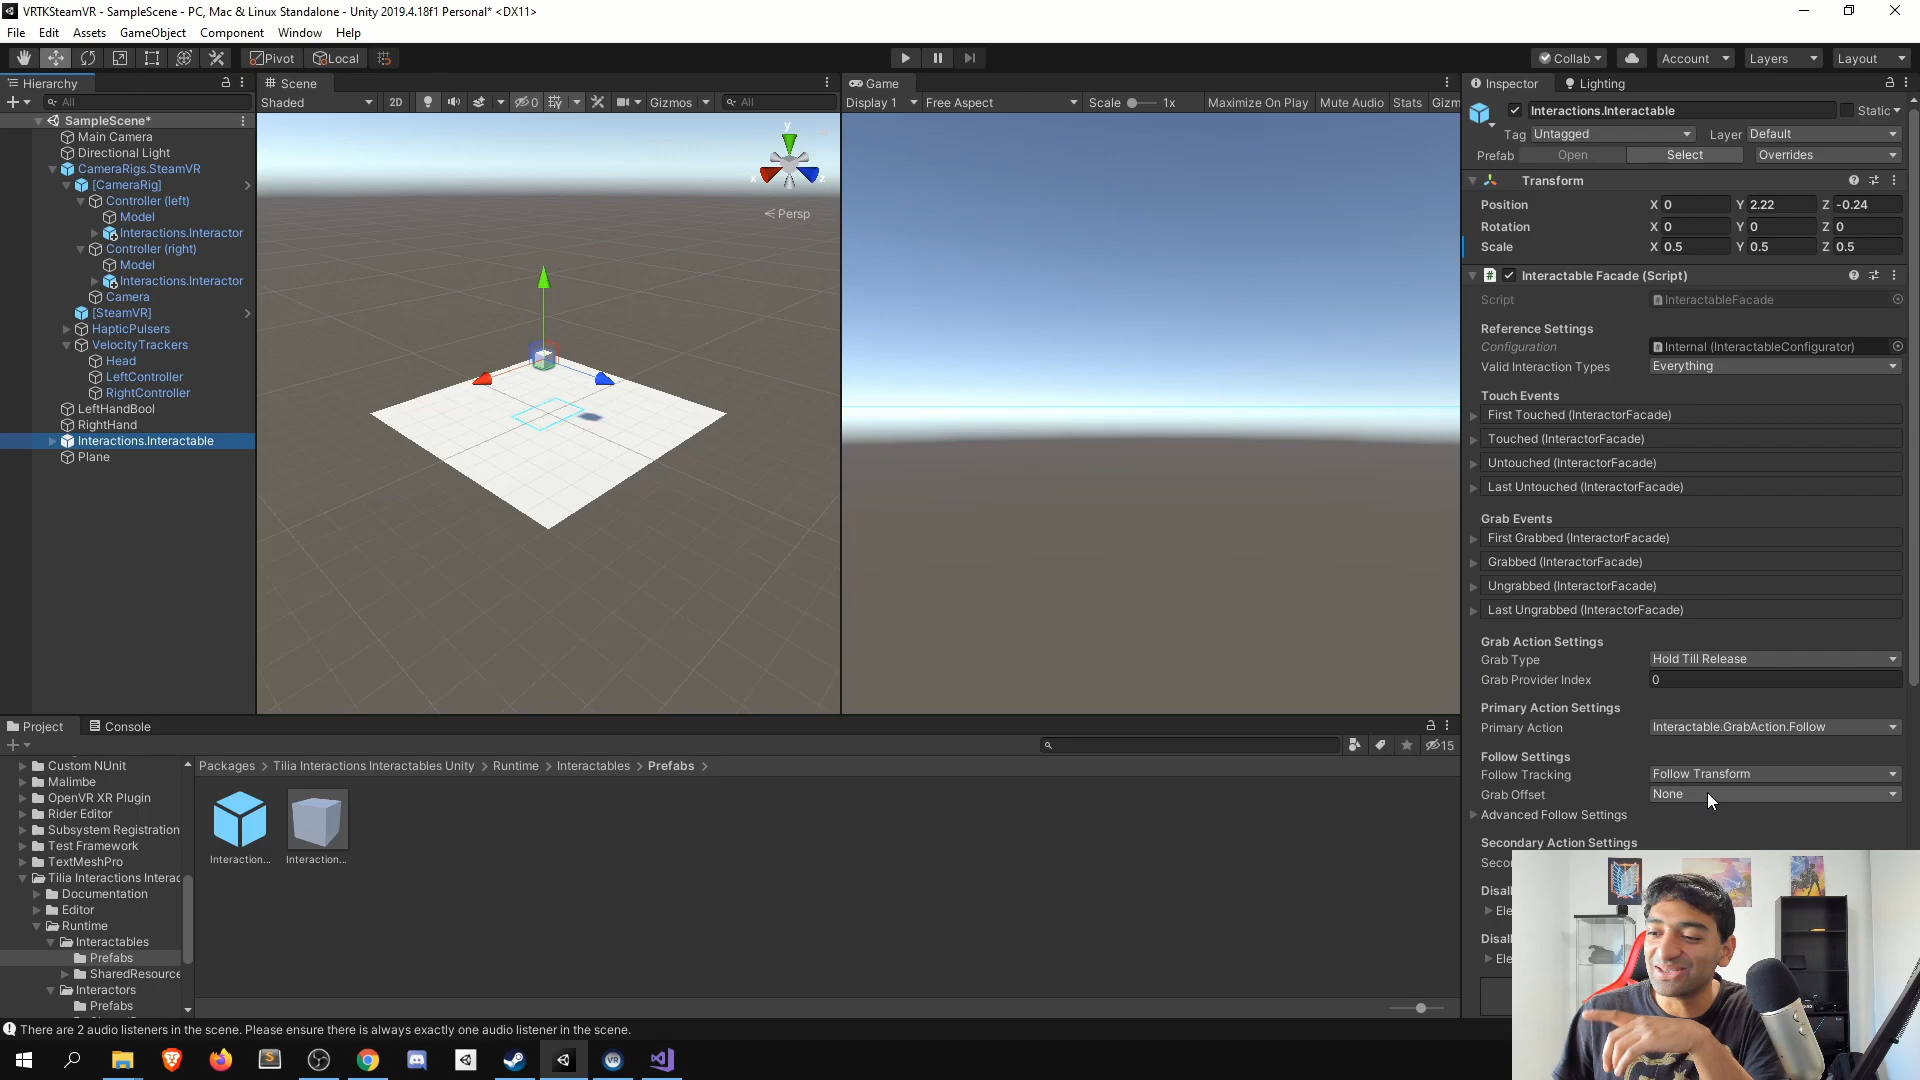 VRTKSteamVR - SampleScene - PC, Mac & Linux Standalone - Unity 2019.4.18f1 Personal* <DX11>
File Edit Assets GameObject Component Window Help
Pivot Local Collab Account Layers Layout
Hierarchy
All
SampleScene*
Main Camera
Directional Light
CameraRigs.SteamVR
[CameraRig]
Controller (left)
Model
Interactions.Interactor
Controller (right)
Model
Interactions.Interactor
Camera
[SteamVR]
HapticPulsers
VelocityTrackers
Head
LeftController
RightController
LeftHandBool
RightHand
Interactions.Interactable
Plane
Scene
Shaded 2D 0 Gizmos All
y
x z
Persp
Game
Display 1 Free Aspect Scale 1x Maximize On Play Mute Audio Stats Gizm
Inspector Lighting
Interactions.Interactable Static
Tag Untagged Layer Default
Prefab Open Select Overrides
Transform
Position X 0 Y 2.22 Z -0.24
Rotation X 0 Y 0 Z 0
Scale X 0.5 Y 0.5 Z 0.5
# Interactable Facade (Script)
Script InteractableFacade
Reference Settings
Configuration Internal (InteractableConfigurator)
Valid Interaction Types Everything
Touch Events
First Touched (InteractorFacade)
Touched (InteractorFacade)
Untouched (InteractorFacade)
Last Untouched (InteractorFacade)
Grab Events
First Grabbed (InteractorFacade)
Grabbed (InteractorFacade)
Ungrabbed (InteractorFacade)
Last Ungrabbed (InteractorFacade)
Grab Action Settings
Grab Type Hold Till Release
Grab Provider Index 0
Primary Action Settings
Primary Action Interactable.GrabAction.Follow
Follow Settings
Follow Tracking Follow Transform
Grab Offset None
Advanced Follow Settings
Secondary Action Settings
Seco
Disal
Ele
Disal
Ele
Project Console
15
Custom NUnit
Malimbe
OpenVR XR Plugin
Rider Editor
Subsystem Registration
Test Framework
TextMeshPro
Tilia Interactions Interac
Documentation
Editor
Runtime
Interactables
Prefabs
SharedResource
Interactors
Prefabs
Packages > Tilia Interactions Interactables Unity > Runtime > Interactables > Prefabs >
Interaction... Interaction...
There are 2 audio listeners in the scene. Please ensure there is always exactly one audio listener in the scene.